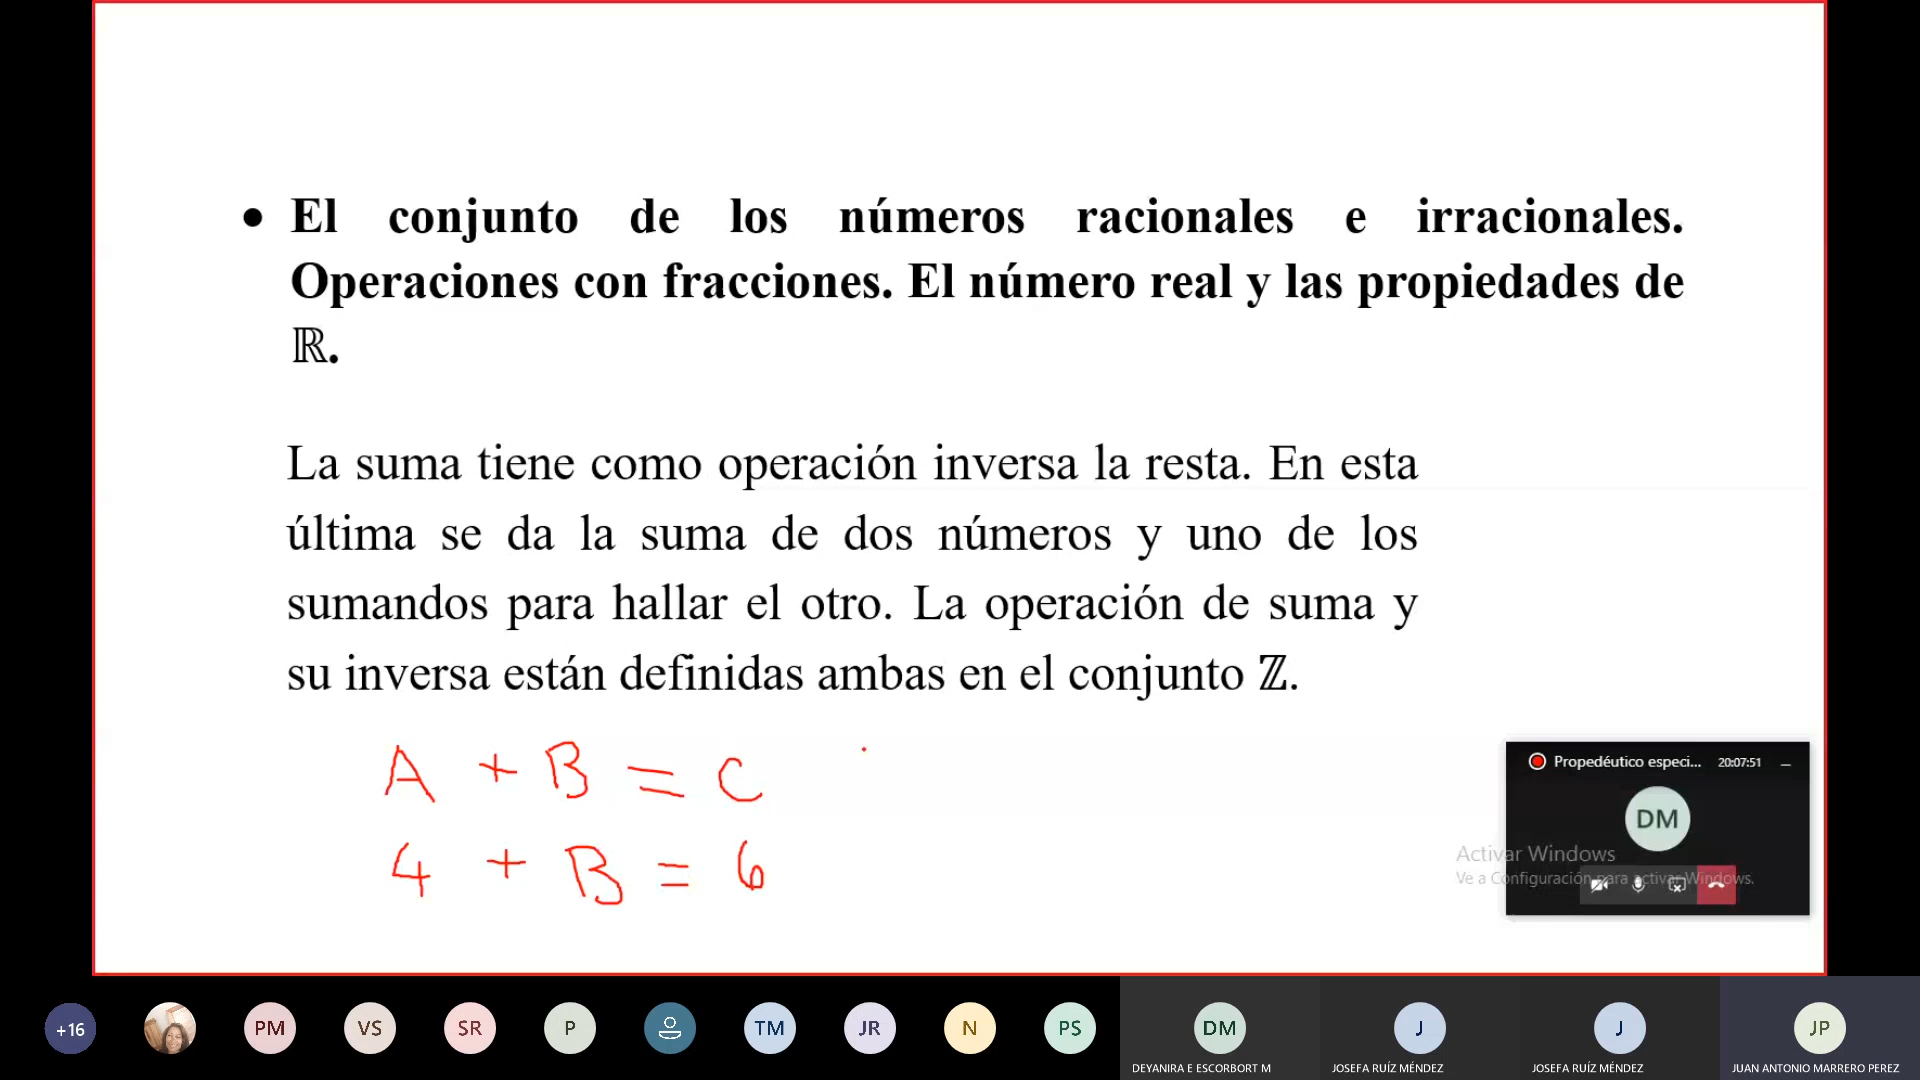 • El conjunto de los números racionales e irracionales.
Operaciones con fracciones. El número real y las propiedades de
ℝ.
La suma tiene como operación inversa la resta. En esta
última se da la suma de dos números y uno de los
sumandos para hallar el otro. La operación de suma y
su inversa están definidas ambas en el conjunto ℤ.
A + B = C
4 + B = 6
Propedéutico especi... 20:07:51
DM
Activar Windows
Ve a Configuración para activar Windows.
+16 PM VS SR P TM JR N PS DM J J JP
DEYANIRA E ESCORBORT M JOSEFA RUÍZ MÉNDEZ JOSEFA RUÍZ MÉNDEZ JUAN ANTONIO MARRERO PEREZ